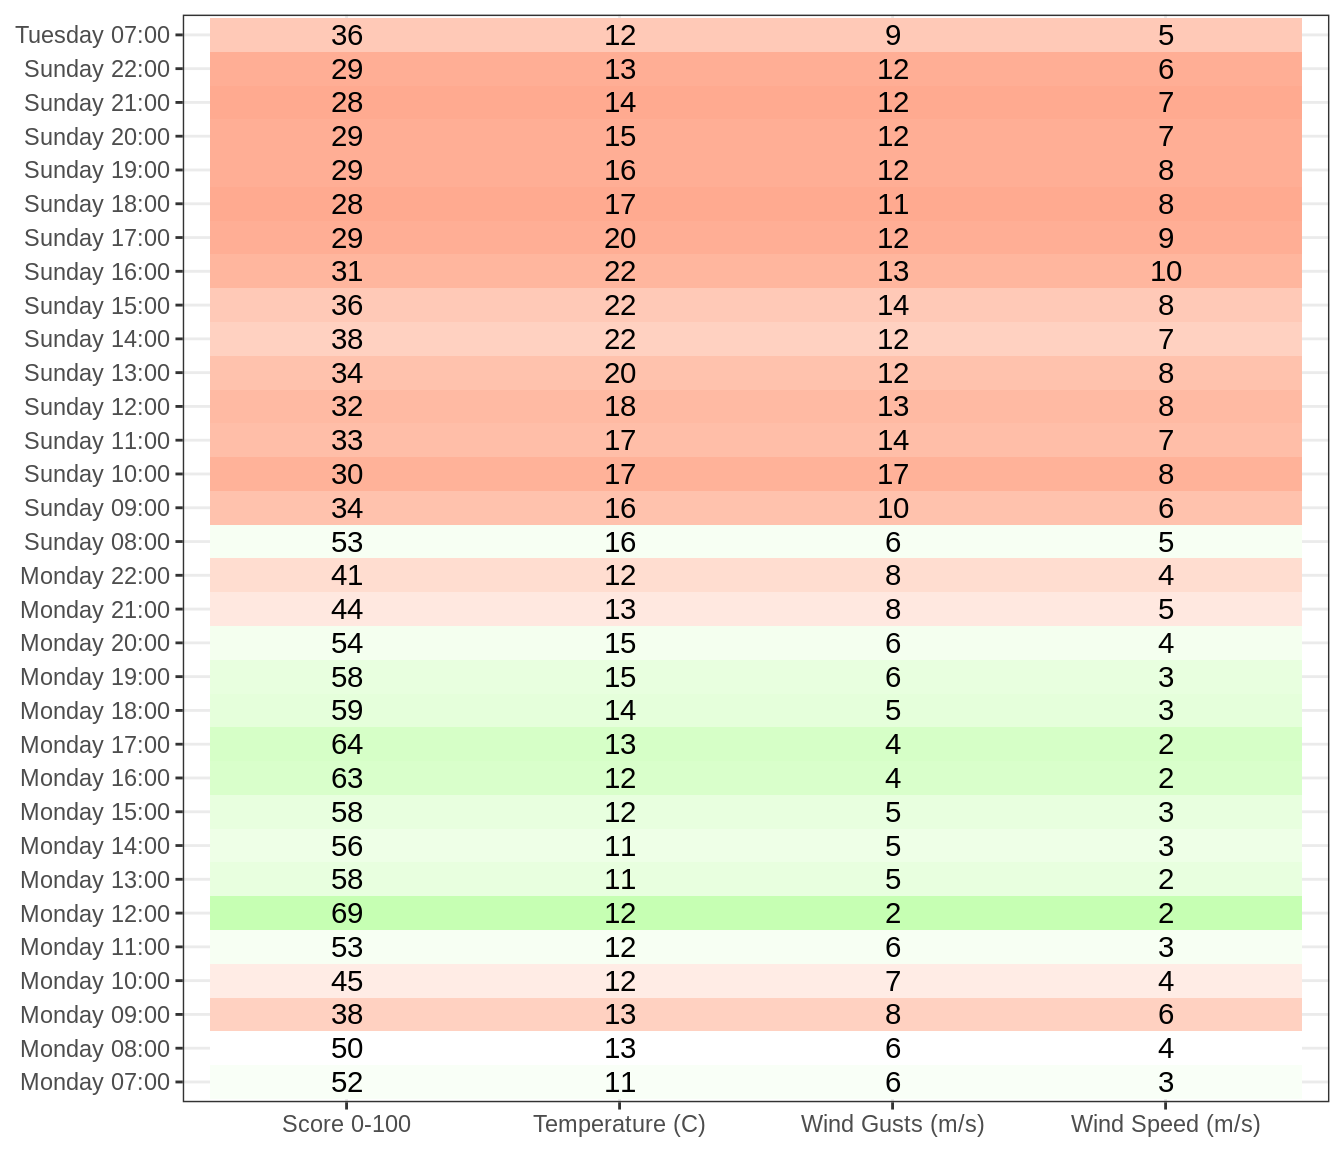 Tuesday 07:00 36 12 9 5
Sunday 22:00 29 13 12 6
Sunday 21:00 28 14 12 7
Sunday 20:00 29 15 12 7
Sunday 19:00 29 16 12 8
Sunday 18:00 28 17 11 8
Sunday 17:00 29 20 12 9
Sunday 16:00 31 22 13 10
Sunday 15:00 36 22 14 8
Sunday 14:00 38 22 12 7
Sunday 13:00 34 20 12 8
Sunday 12:00 32 18 13 8
Sunday 11:00 33 17 14 7
Sunday 10:00 30 17 17 8
Sunday 09:00 34 16 10 6
Sunday 08:00 53 16 6 5
Monday 22:00 41 12 8 4
Monday 21:00 44 13 8 5
Monday 20:00 54 15 6 4
Monday 19:00 58 15 6 3
Monday 18:00 59 14 5 3
Monday 17:00 64 13 4 2
Monday 16:00 63 12 4 2
Monday 15:00 58 12 5 3
Monday 14:00 56 11 5 3
Monday 13:00 58 11 5 2
Monday 12:00 69 12 2 2
Monday 11:00 53 12 6 3
Monday 10:00 45 12 7 4
Monday 09:00 38 13 8 6
Monday 08:00 50 13 6 4
Monday 07:00 52 11 6 3
Score 0-100 Temperature (C) Wind Gusts (m/s) Wind Speed (m/s)